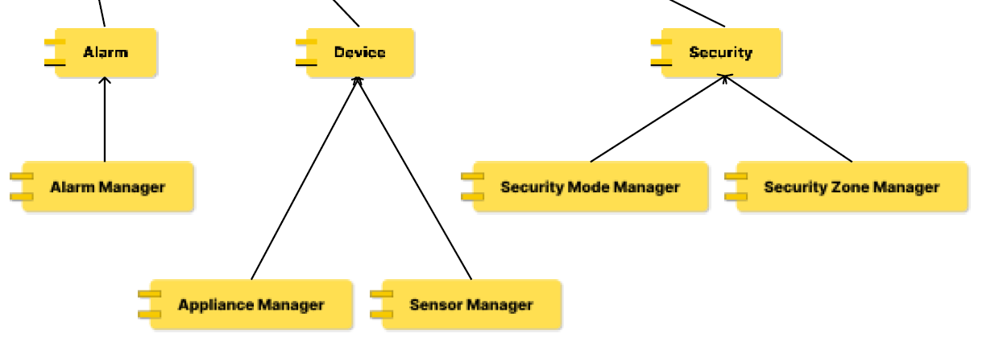 Alarm
Device
Security
Alarm Manager
Security Mode Manager
Security Zone Manager
Appliance Manager
Sensor Manager